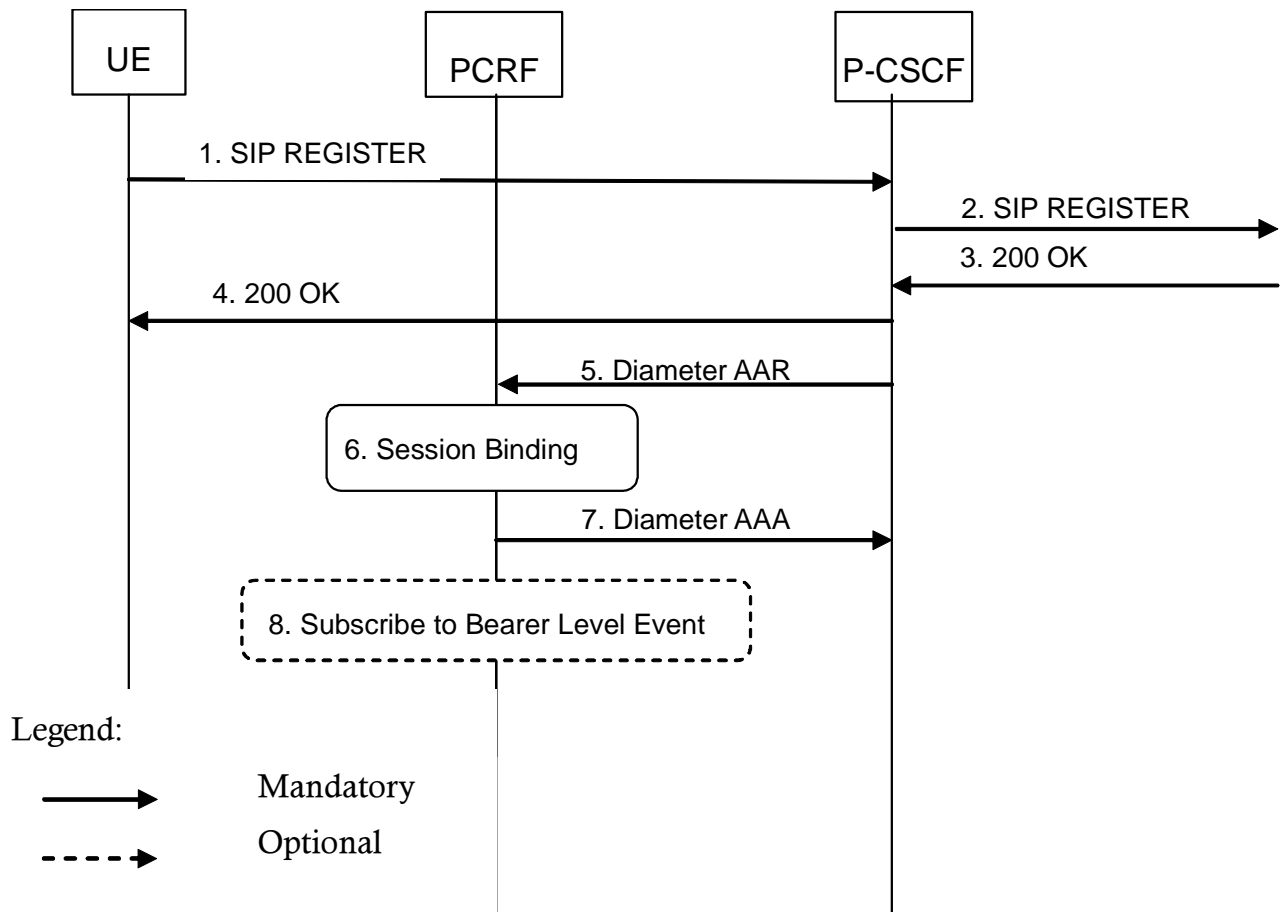 UE
PCRF
P-CSCF
1. SIP REGISTER
2. SIP REGISTER
3. 200 OK
4. 200 OK
5. Diameter AAR
6. Session Binding
7. Diameter AAA
8. Subscribe to Bearer Level Event
Legend:
Mandatory
Optional